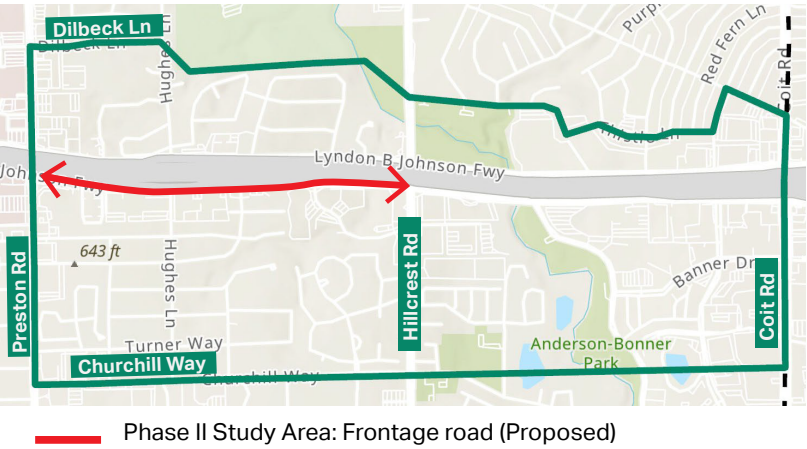 Dilbeck Ln
Dilbeck Ln
Hughes Ln
Purpl
Red Fern Ln
Coit Rd
Thistle Ln
Lyndon B Johnson Fwy
Johnson Fwy
643 ft
Preston Rd
Hughes Ln
Hillcrest Rd
Banner Dr
Coit Rd
Turner Way
Anderson-Bonner
Park
Churchill Way
Churchill Way
Phase II Study Area: Frontage road (Proposed)